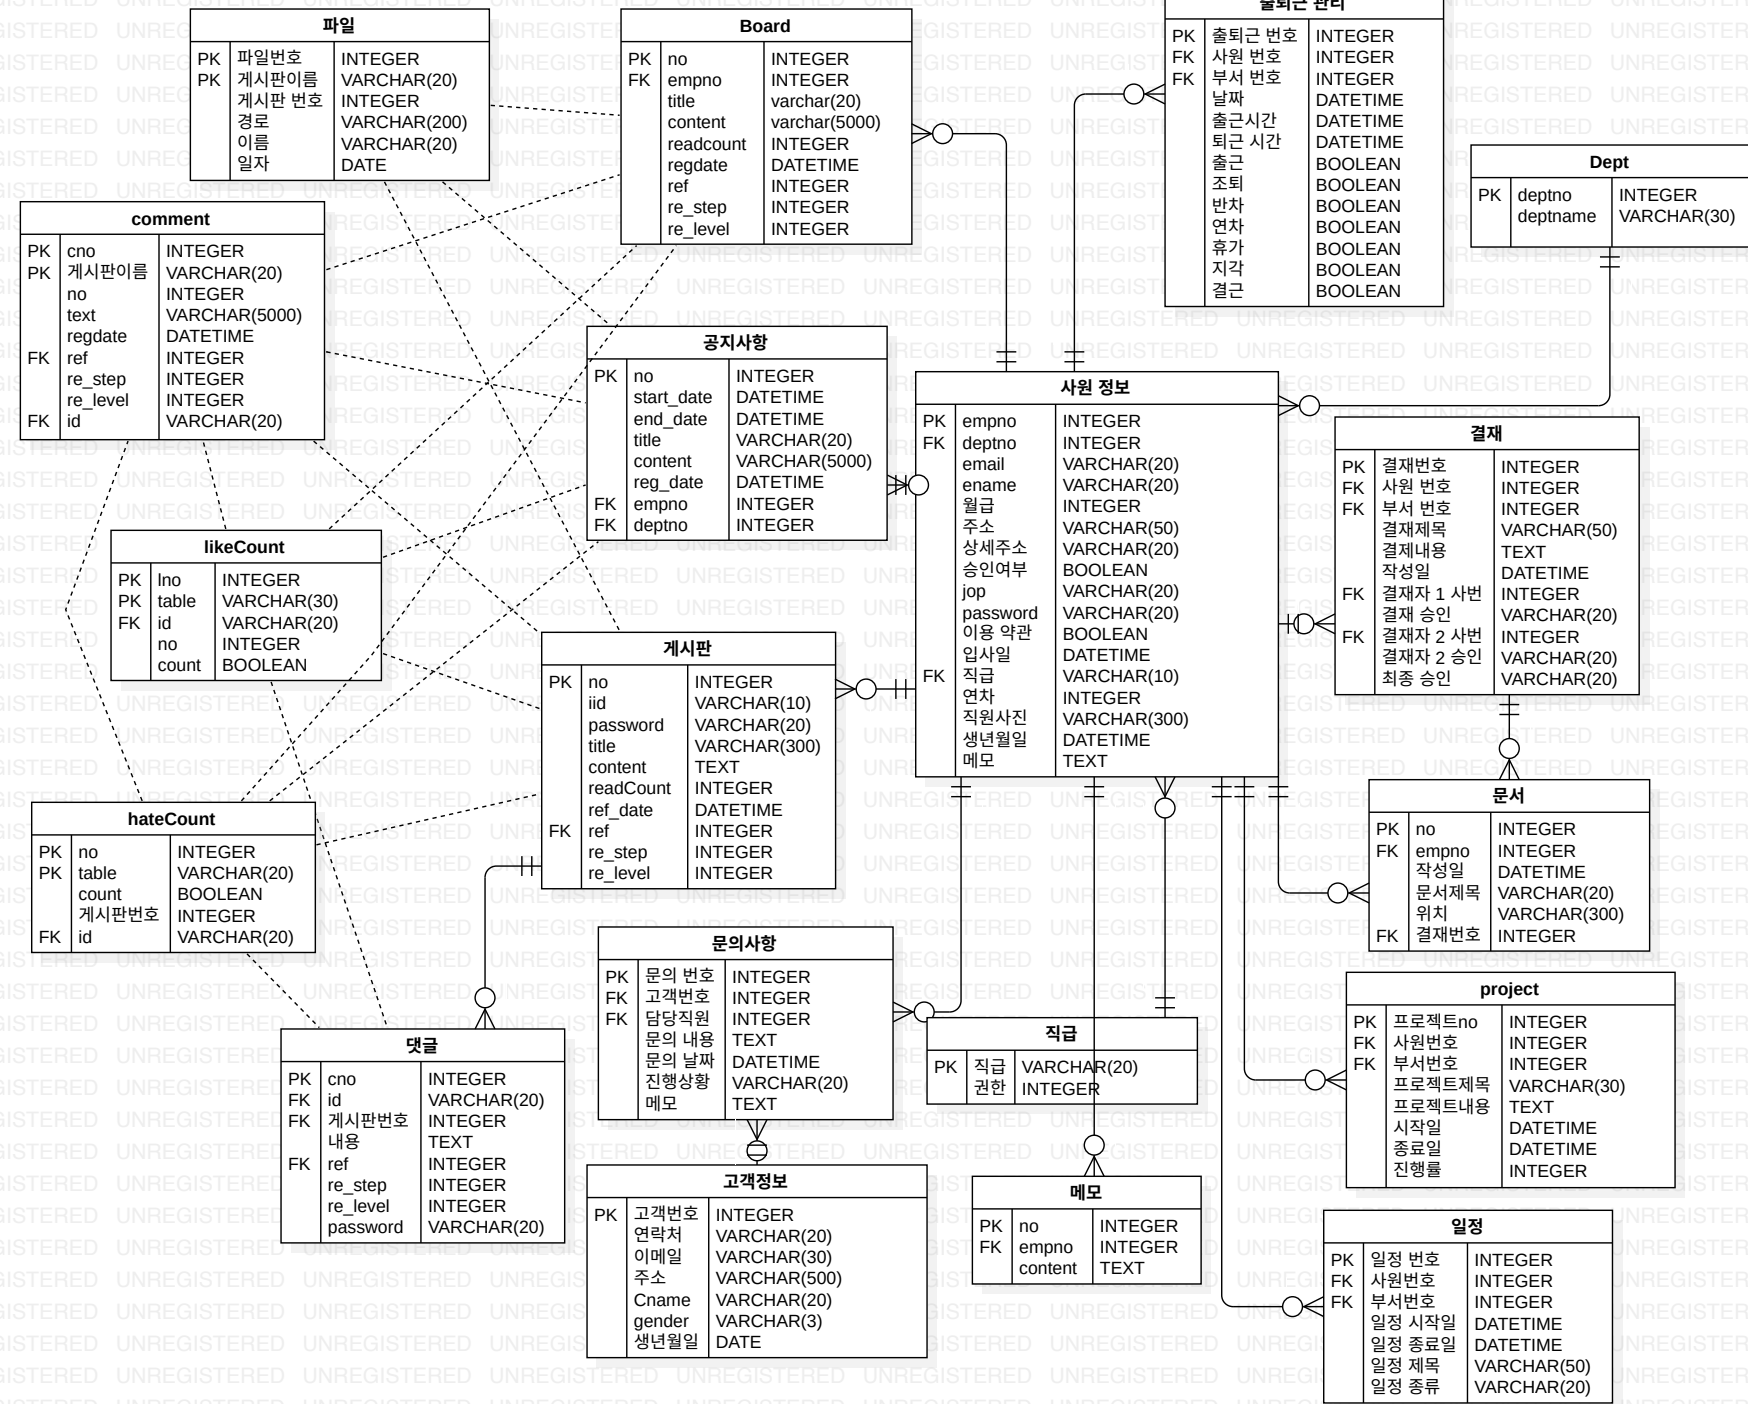 파일
PK 파일번호 INTEGER
PK 게시판이름 VARCHAR(20)
게시판 번호 INTEGER
경로 VARCHAR(200)
이름 VARCHAR(20)
일자 DATE
Board
PK no INTEGER
FK empno INTEGER
title varchar(20)
content varchar(5000)
readcount INTEGER
regdate DATETIME
ref INTEGER
re_step INTEGER
re_level INTEGER
출퇴근 관리
PK 출퇴근 번호 INTEGER
FK 사원 번호 INTEGER
FK 부서 번호 INTEGER
날짜 DATETIME
출근시간 DATETIME
퇴근 시간 DATETIME
출근 BOOLEAN
조퇴 BOOLEAN
반차 BOOLEAN
연차 BOOLEAN
휴가 BOOLEAN
지각 BOOLEAN
결근 BOOLEAN
Dept
PK deptno INTEGER
deptname VARCHAR(30)
comment
PK cno INTEGER
PK 게시판이름 VARCHAR(20)
no INTEGER
text VARCHAR(5000)
regdate DATETIME
FK ref INTEGER
re_step INTEGER
re_level INTEGER
FK id VARCHAR(20)
공지사항
PK no INTEGER
start_date DATETIME
end_date DATETIME
title VARCHAR(20)
content VARCHAR(5000)
reg_date DATETIME
FK empno INTEGER
FK deptno INTEGER
사원 정보
PK empno INTEGER
FK deptno INTEGER
email VARCHAR(20)
ename VARCHAR(20)
월급 INTEGER
주소 VARCHAR(50)
상세주소 VARCHAR(20)
승인여부 BOOLEAN
jop VARCHAR(20)
password VARCHAR(20)
이용 약관 BOOLEAN
입사일 DATETIME
FK 직급 VARCHAR(10)
연차 INTEGER
직원사진 VARCHAR(300)
생년월일 DATETIME
메모 TEXT
결재
PK 결재번호 INTEGER
FK 사원 번호 INTEGER
FK 부서 번호 INTEGER
결재제목 VARCHAR(50)
결제내용 TEXT
작성일 DATETIME
FK 결재자 1 사번 INTEGER
결재 승인 VARCHAR(20)
FK 결재자 2 사번 INTEGER
결재자 2 승인 VARCHAR(20)
최종 승인 VARCHAR(20)
likeCount
PK lno INTEGER
PK table VARCHAR(30)
FK id VARCHAR(20)
no INTEGER
count BOOLEAN
게시판
PK no INTEGER
iid VARCHAR(10)
password VARCHAR(20)
title VARCHAR(300)
content TEXT
readCount INTEGER
ref_date DATETIME
FK ref INTEGER
re_step INTEGER
re_level INTEGER
문서
PK no INTEGER
FK empno INTEGER
작성일 DATETIME
문서제목 VARCHAR(20)
위치 VARCHAR(300)
FK 결재번호 INTEGER
hateCount
PK no INTEGER
PK table VARCHAR(20)
count BOOLEAN
게시판번호 INTEGER
FK id VARCHAR(20)
문의사항
PK 문의 번호 INTEGER
FK 고객번호 INTEGER
FK 담당직원 INTEGER
문의 내용 TEXT
문의 날짜 DATETIME
진행상황 VARCHAR(20)
메모 TEXT
직급
PK 직급 VARCHAR(20)
권한 INTEGER
project
PK 프로젝트no INTEGER
FK 사원번호 INTEGER
FK 부서번호 INTEGER
프로젝트제목 VARCHAR(30)
프로젝트내용 TEXT
시작일 DATETIME
종료일 DATETIME
진행률 INTEGER
댓글
PK cno INTEGER
FK id VARCHAR(20)
FK 게시판번호 INTEGER
내용 TEXT
FK ref INTEGER
re_step INTEGER
re_level INTEGER
password VARCHAR(20)
고객정보
PK 고객번호 INTEGER
연락처 VARCHAR(20)
이메일 VARCHAR(30)
주소 VARCHAR(500)
Cname VARCHAR(20)
gender VARCHAR(3)
생년월일 DATE
메모
PK no INTEGER
FK empno INTEGER
content TEXT
일정
PK 일정 번호 INTEGER
FK 사원번호 INTEGER
FK 부서번호 INTEGER
일정 시작일 DATETIME
일정 종료일 DATETIME
일정 제목 VARCHAR(50)
일정 종류 VARCHAR(20)
UNREGISTERED